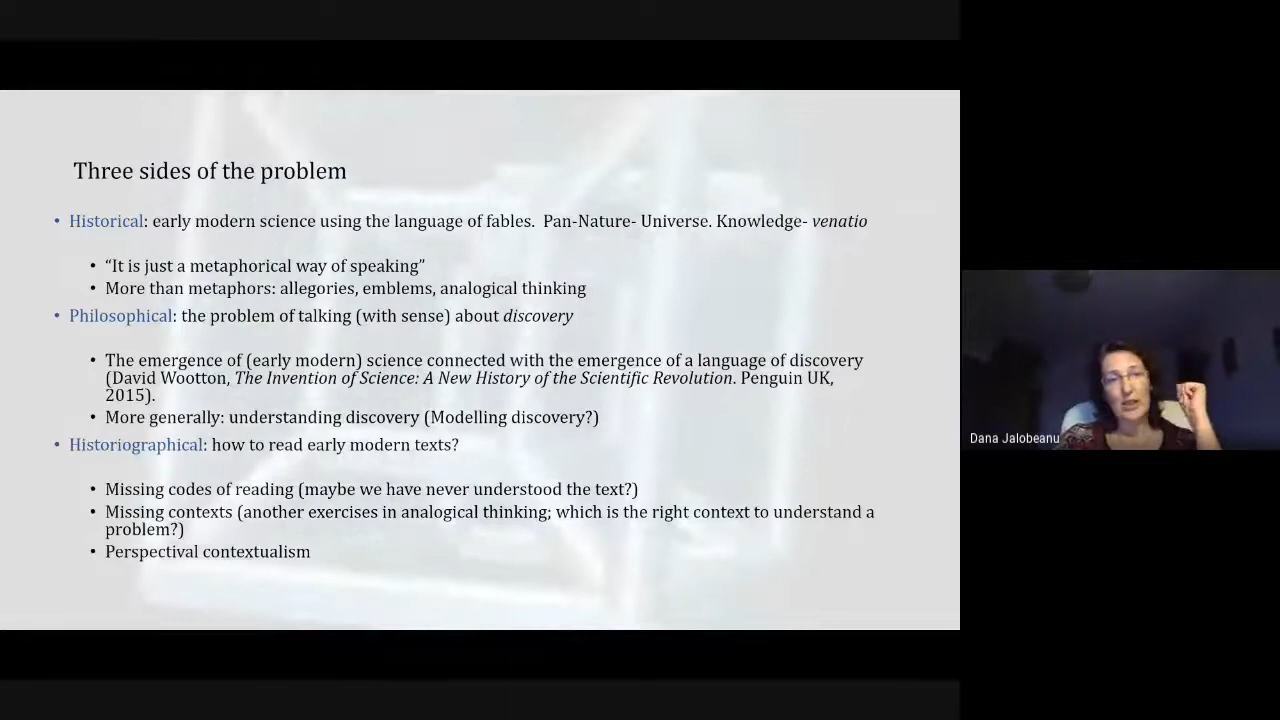 Three sides of the problem
• Historical: early modern science using the language of fables. Pan-Nature- Universe. Knowledge- venatio
• “It is just a metaphorical way of speaking”
• More than metaphors: allegories, emblems, analogical thinking
• Philosophical: the problem of talking (with sense) about discovery
• The emergence of (early modern) science connected with the emergence of a language of discovery
(David Wootton, The Invention of Science: A New History of the Scientific Revolution. Penguin UK,
2015).
• More generally: understanding discovery (Modelling discovery?)
• Historiographical: how to read early modern texts?
• Missing codes of reading (maybe we have never understood the text?)
• Missing contexts (another exercises in analogical thinking; which is the right context to understand a
problem?)
• Perspectival contextualism
Dana Jalobeanu